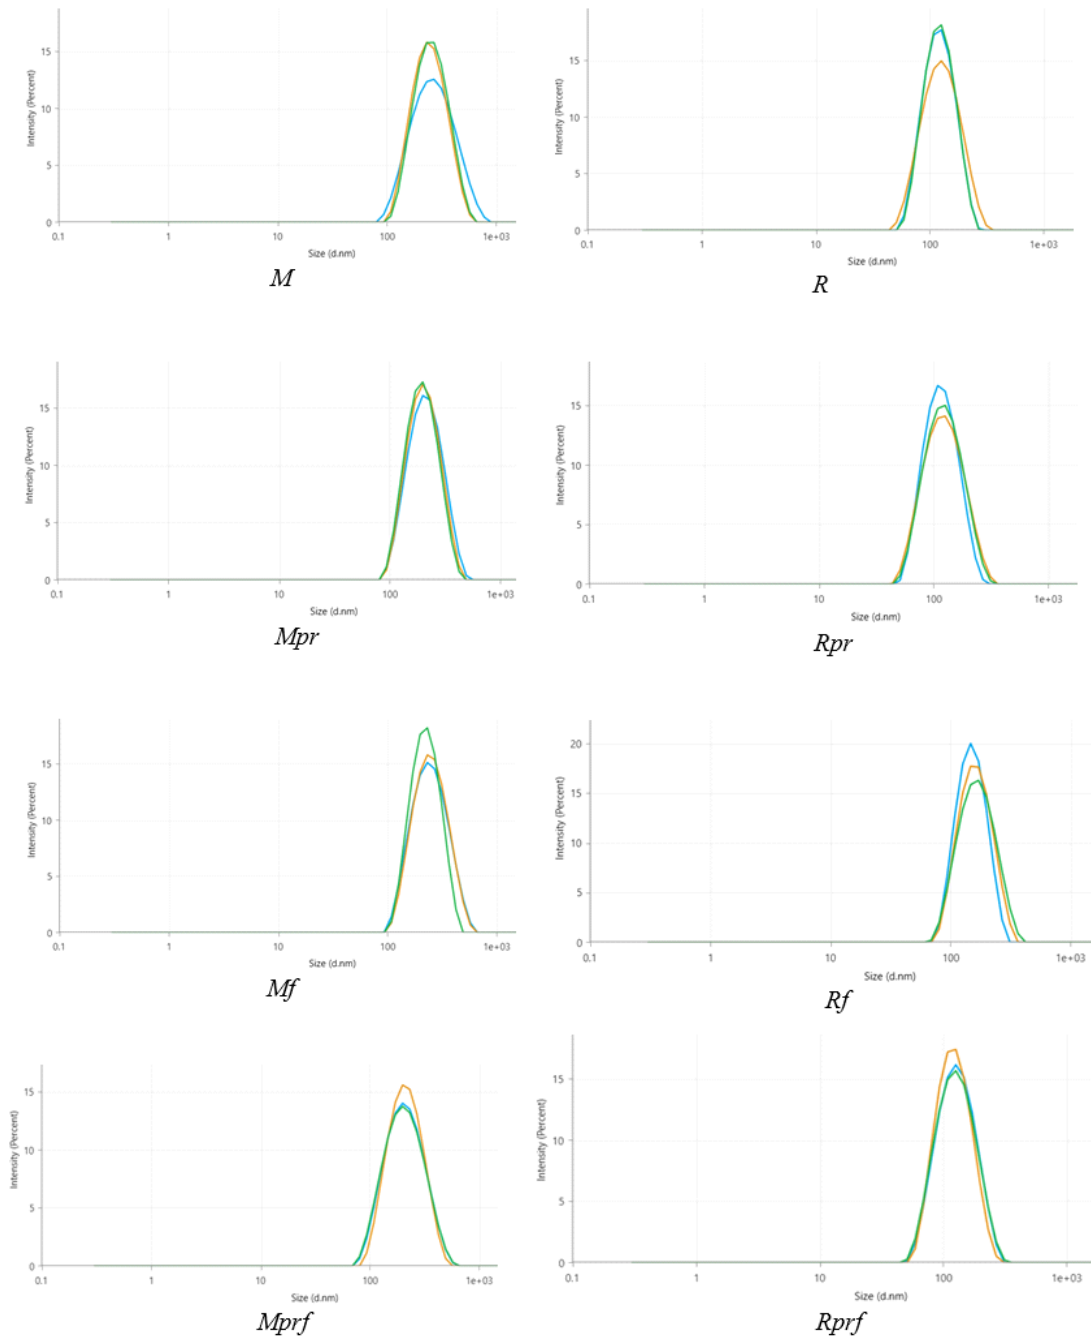 Intensity (Percent)
15
10
5
0
0.1 1 10 100 1e+03
Size (d.nm)
M
Intensity (Percent)
15
10
5
0
0.1 1 10 100 1e+03
Size (d.nm)
R
Intensity (Percent)
15
10
5
0
0.1 1 10 100 1e+03
Size (d.nm)
Mpr
Intensity (Percent)
15
10
5
0
0.1 1 10 100 1e+03
Size (d.nm)
Rpr
Intensity (Percent)
15
10
5
0
0.1 1 10 100 1e+03
Size (d.nm)
Mf
Intensity (Percent)
20
15
10
5
0
0.1 1 10 100 1e+03
Size (d.nm)
Rf
Intensity (Percent)
15
10
5
0
0.1 1 10 100 1e+03
Size (d.nm)
Mprf
Intensity (Percent)
15
10
5
0
0.1 1 10 100 1e+03
Size (d.nm)
Rprf